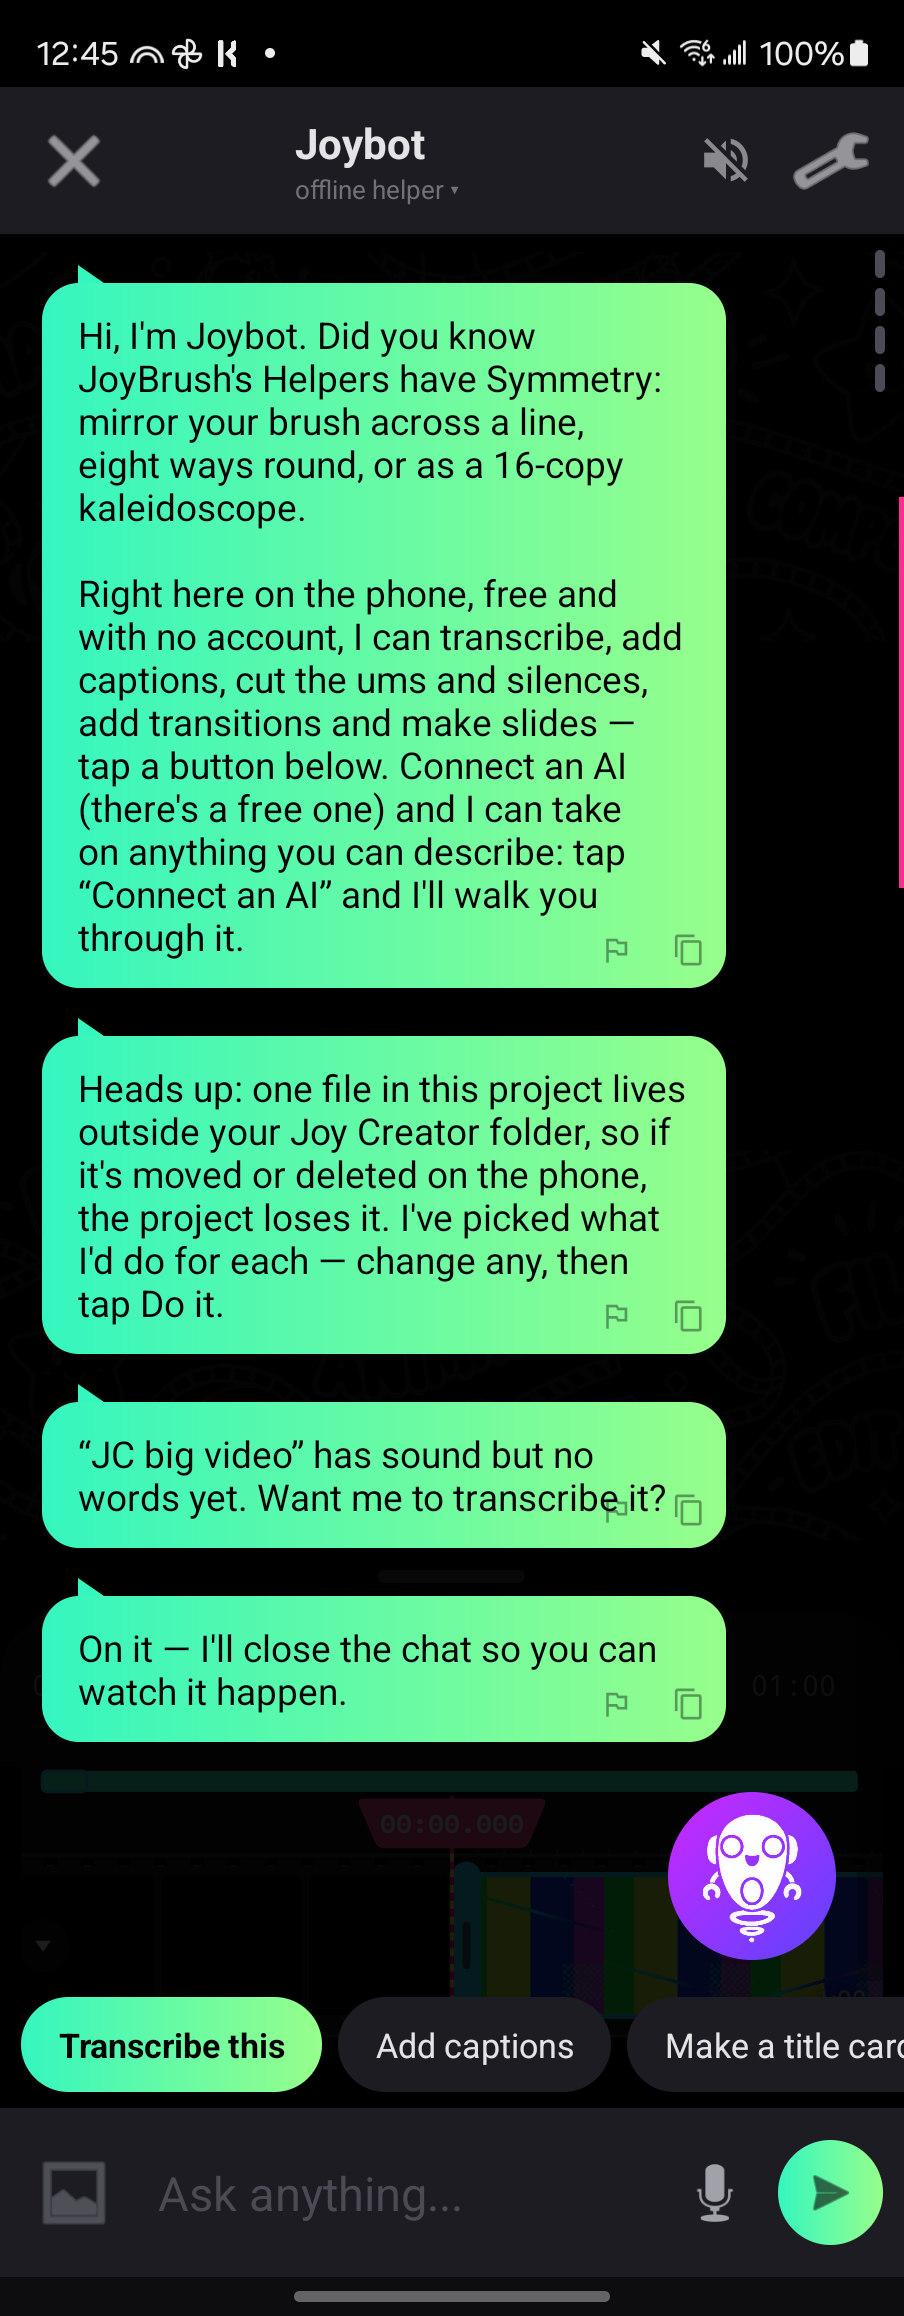 12:45
100%
Joybot
offline helper ▾
Hi, I'm Joybot. Did you know
JoyBrush's Helpers have Symmetry:
mirror your brush across a line,
eight ways round, or as a 16-copy
kaleidoscope.
Right here on the phone, free and
with no account, I can transcribe, add
captions, cut the ums and silences,
add transitions and make slides —
tap a button below. Connect an AI
(there's a free one) and I can take
on anything you can describe: tap
“Connect an AI” and I'll walk you
through it.
Heads up: one file in this project lives
outside your Joy Creator folder, so if
it's moved or deleted on the phone,
the project loses it. I've picked what
I'd do for each — change any, then
tap Do it.
“JC big video” has sound but no
words yet. Want me to transcribe it?
On it — I'll close the chat so you can
watch it happen.
01:00
00:00.000
Transcribe this
Add captions
Make a title card
Ask anything...